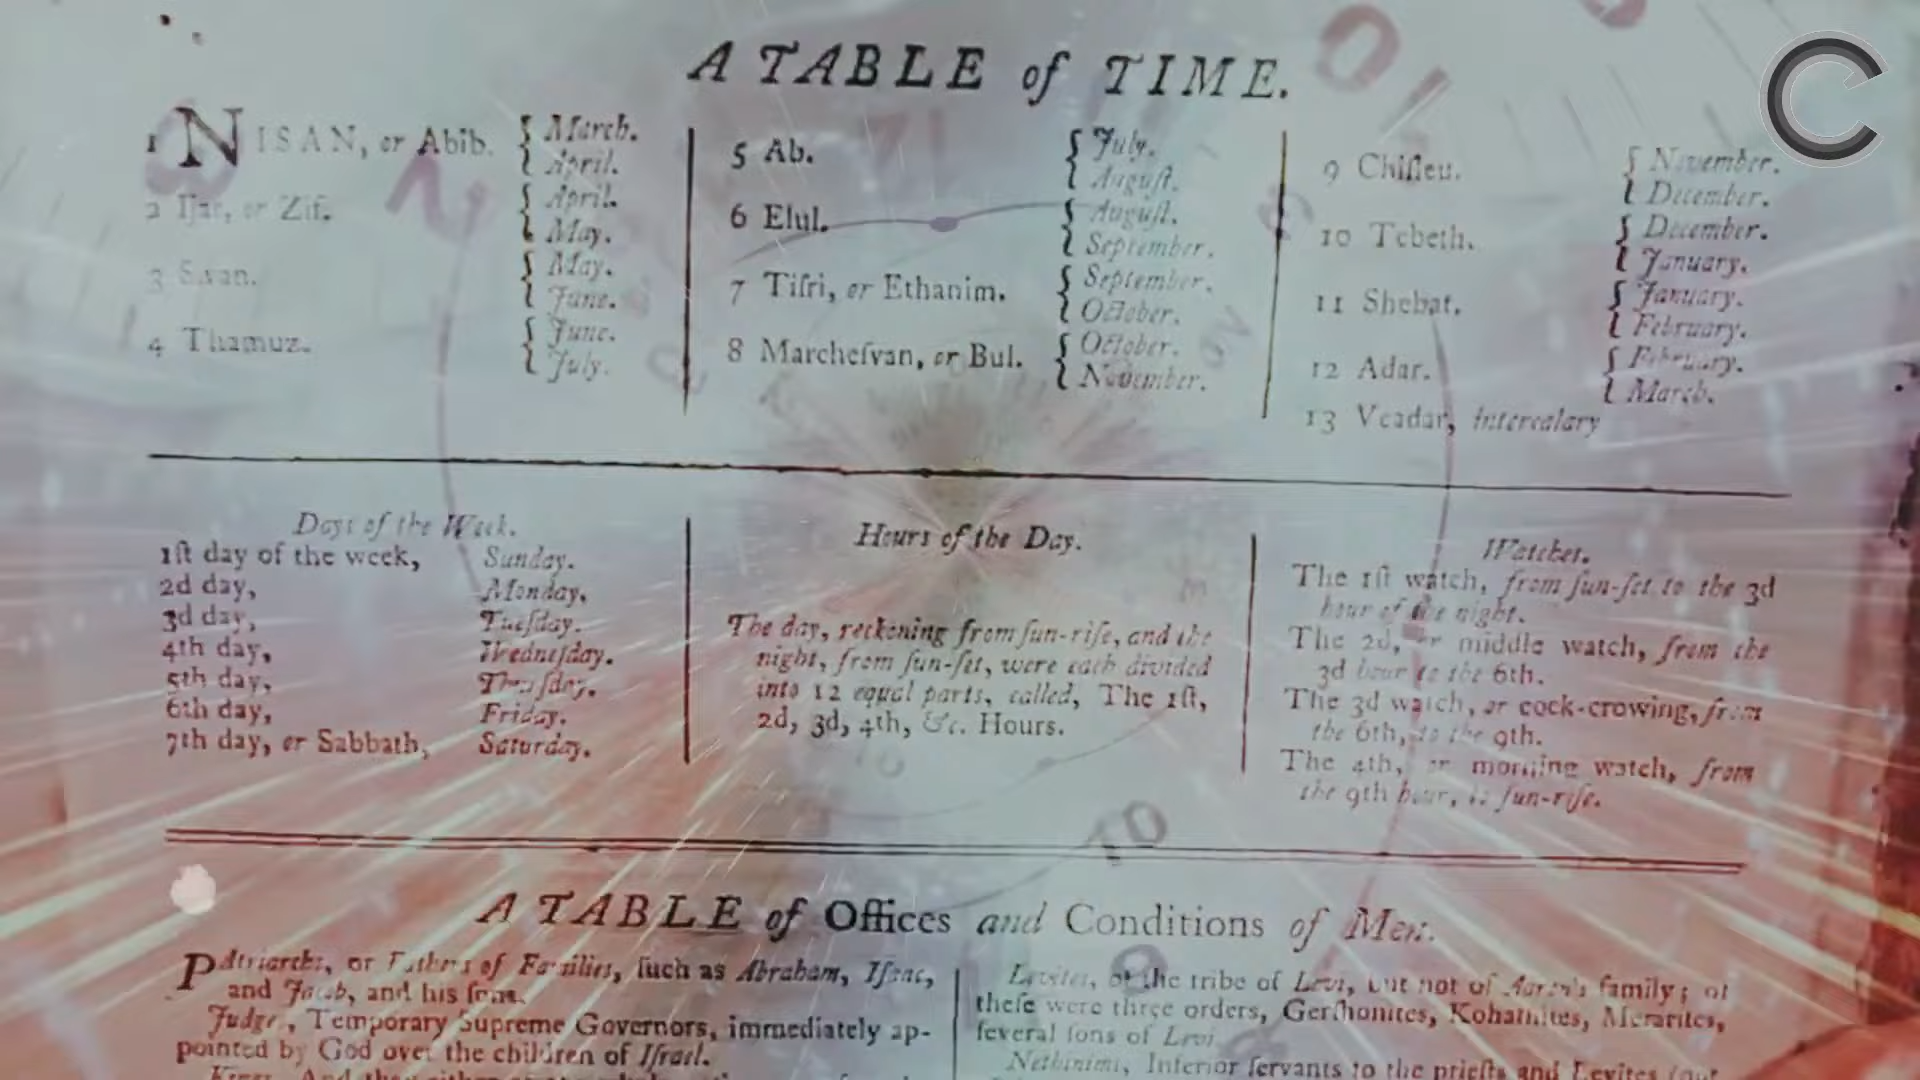 A TABLE of TIME.
1 NISAN, or Abib. { March. April.
2 Ijar, or Zif. { April. May.
3 Sivan. { May. June.
4 Thamuz. { June. July.
5 Ab. { July. Auguſt.
6 Elul. { Auguſt. September.
7 Tiſri, or Ethanim. { September. October.
8 Marcheſvan, or Bul. { October. November.
9 Chiſleu. { November. December.
10 Tebeth. { December. January.
11 Shebat. { January. February.
12 Adar. { February. March.
13 Veadar, intercalary
Days of the Week.
1ſt day of the week, Sunday.
2d day, Monday.
3d day, Tueſday.
4th day, Wedneſday.
5th day, Thurſday.
6th day, Friday.
7th day, or Sabbath, Saturday.
Hours of the Day.
The day, reckoning from ſun-riſe, and the
night, from ſun-ſet, were each divided
into 12 equal parts, called, The 1ſt,
2d, 3d, 4th, &c. Hours.
Watches.
The 1ſt watch, from ſun-ſet to the 3d
hour of the night.
The 2d, or middle watch, from the
3d hour to the 6th.
The 3d watch, or cock-crowing, from
the 6th, to the 9th.
The 4th, or morning watch, from
the 9th hour, to ſun-riſe.
A TABLE of Offices and Conditions of Men.
Patriarchs, or Fathers of Families, ſuch as Abraham, Iſaac,
and Jacob, and his ſons.
Judges, Temporary Supreme Governors, immediately ap-
pointed by God over the children of Iſrael.
Kings, And they either
Levites, of the tribe of Levi, but not of Aaron's family; of
theſe were three orders, Gerſhonites, Kohathites, Merarites,
ſeveral ſons of Levi
Nethinims, Inferior ſervants to the prieſts and Levites (not